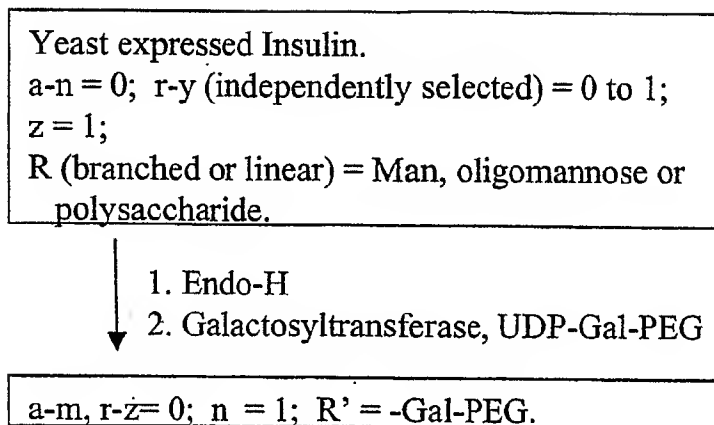 Yeast expressed Insulin.
a-n = 0; r-y (independently selected) = 0 to 1;
z = 1;
R (branched or linear) = Man, oligomannose or
polysaccharide.
1. Endo-H
2. Galactosyltransferase, UDP-Gal-PEG
a-m, r-z= 0; n = 1; R' = -Gal-PEG.